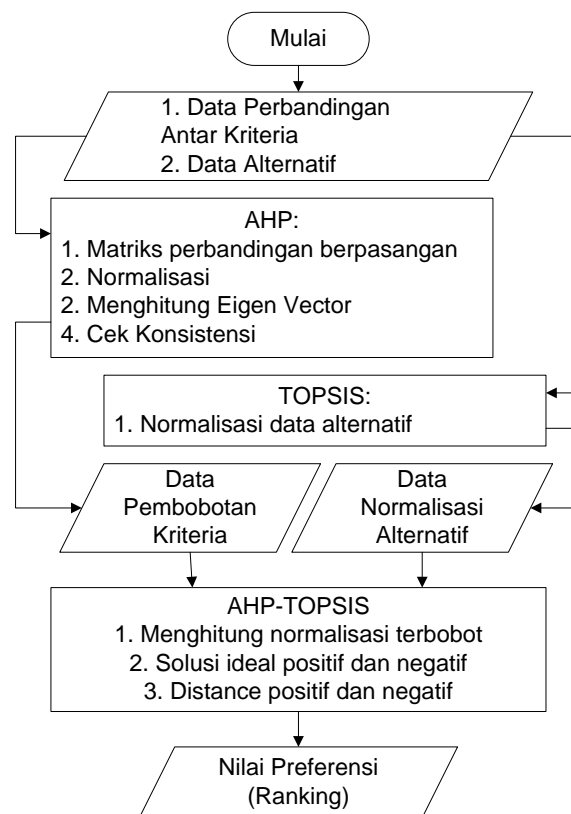 Mulai
1. Data Perbandingan
Antar Kriteria
2. Data Alternatif
AHP:
1. Matriks perbandingan berpasangan
2. Normalisasi
2. Menghitung Eigen Vector
4. Cek Konsistensi
TOPSIS:
1. Normalisasi data alternatif
Data
Pembobotan
Kriteria
Data
Normalisasi
Alternatif
AHP-TOPSIS
1. Menghitung normalisasi terbobot
2. Solusi ideal positif dan negatif
3. Distance positif dan negatif
Nilai Preferensi
(Ranking)